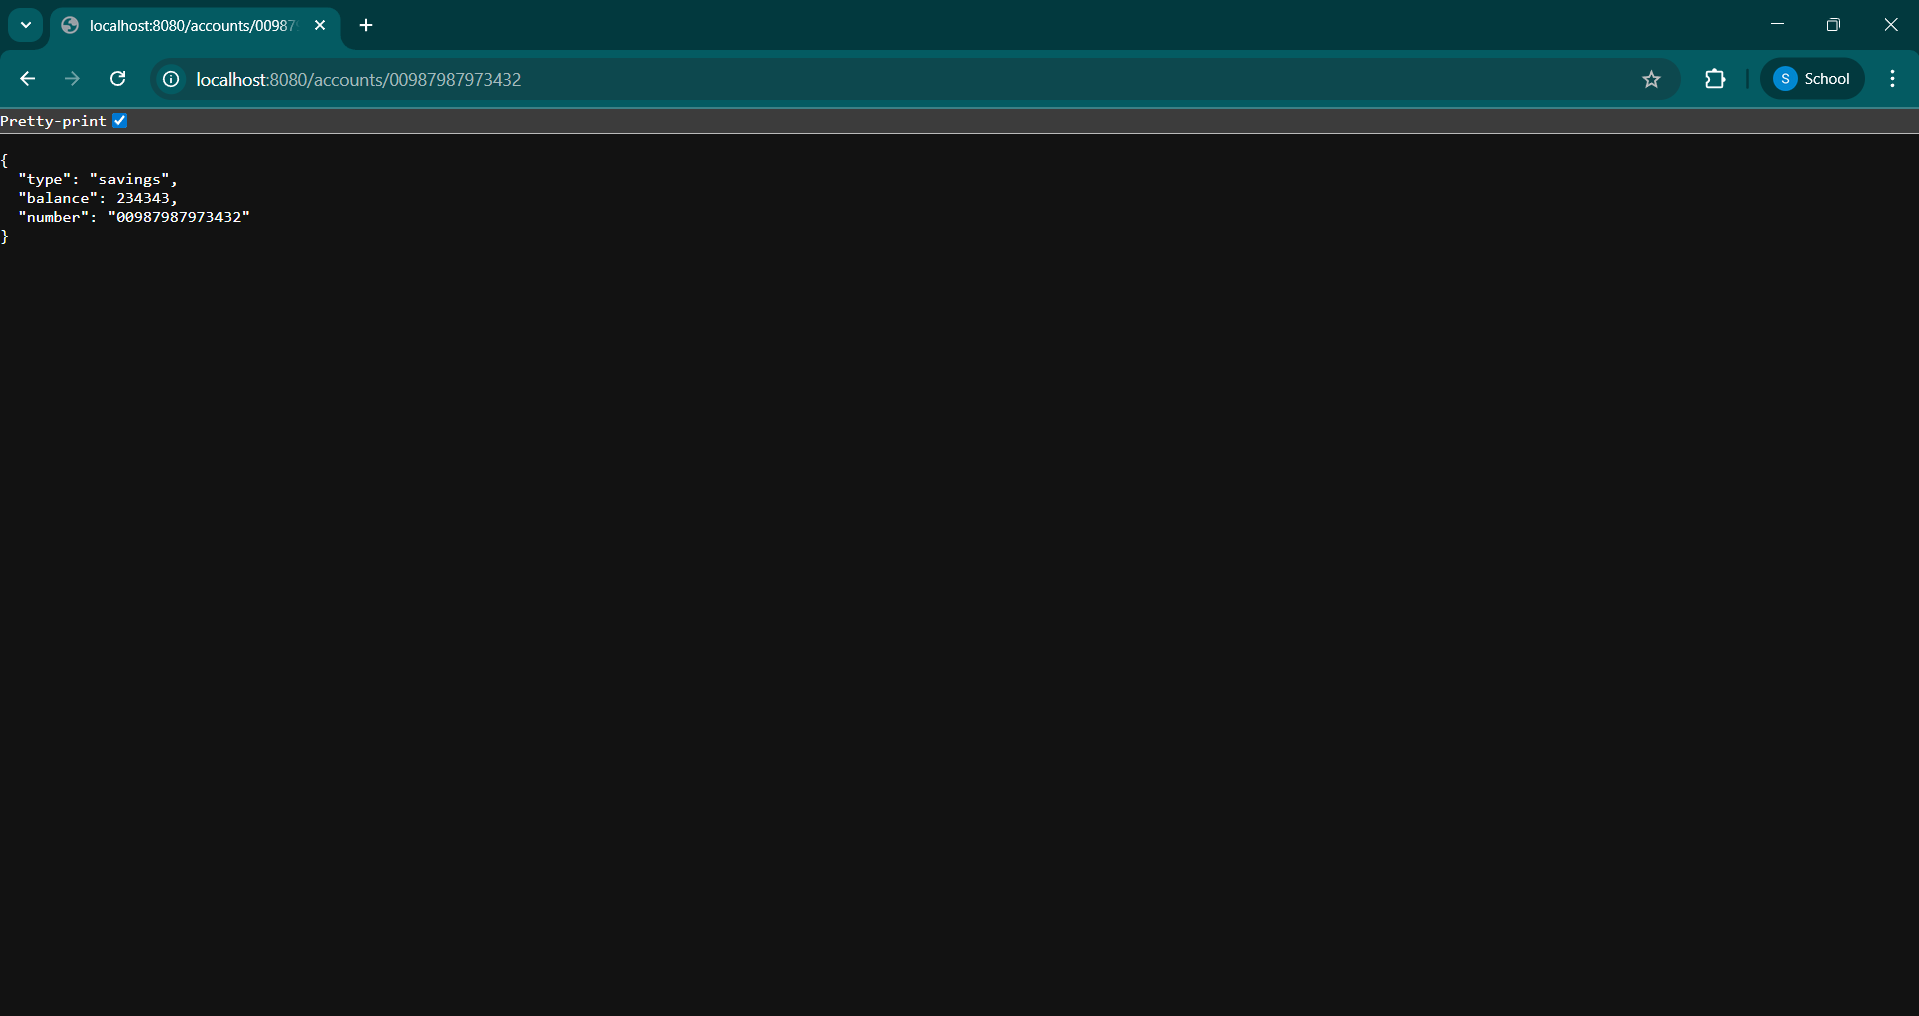 localhost:8080/accounts/00987
localhost:8080/accounts/00987987973432
S School
Pretty-print
{
"type": "savings",
"balance": 234343,
"number": "00987987973432"
}